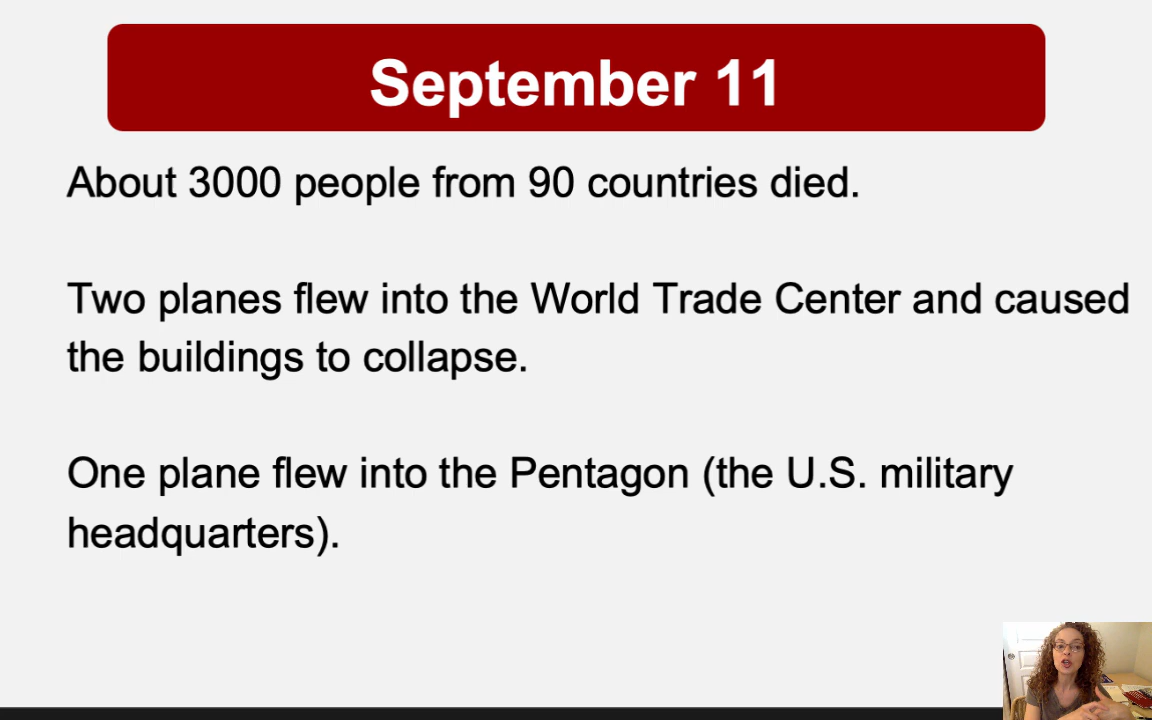 September 11
About 3000 people from 90 countries died.
Two planes flew into the World Trade Center and caused
the buildings to collapse.
One plane flew into the Pentagon (the U.S. military
headquarters).